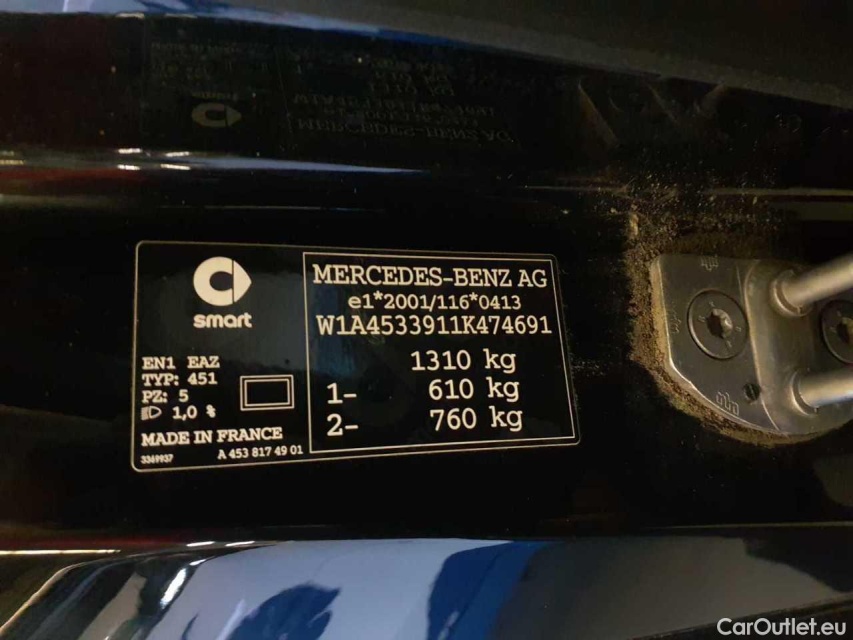 smart
EN1 EAZ
TYP: 451
PZ: 5
1,0 %
MADE IN FRANCE
3369937
A 453 817 49 01
MERCEDES-BENZ AG
e1*2001/116*0413
W1A4533911K474691
1310 kg
1- 610 kg
2- 760 kg
CarOutlet.eu